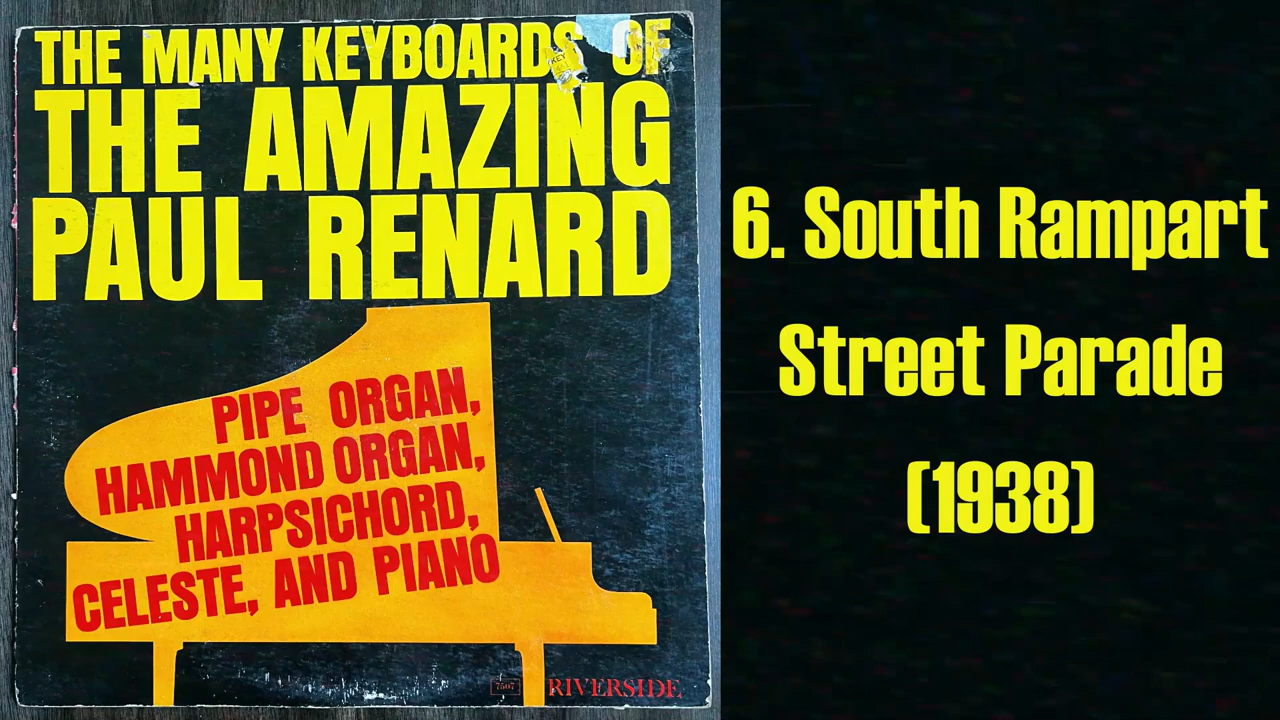 THE MANY KEYBOARDS OF
THE AMAZING
PAUL RENARD
PIPE ORGAN,
HAMMOND ORGAN,
HARPSICHORD,
CELESTE, AND PIANO
7507
RIVERSIDE
6. South Rampart
Street Parade
(1938)